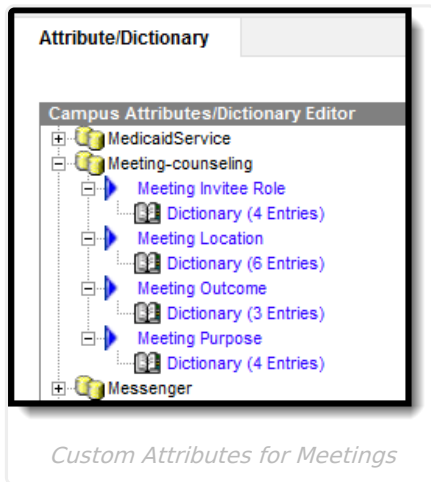 Attribute/Dictionary
Campus Attributes/Dictionary Editor
MedicaidService
Meeting-counseling
Meeting Invitee Role
Dictionary (4 Entries)
Meeting Location
Dictionary (6 Entries)
Meeting Outcome
Dictionary (3 Entries)
Meeting Purpose
Dictionary (4 Entries)
Messenger
Custom Attributes for Meetings